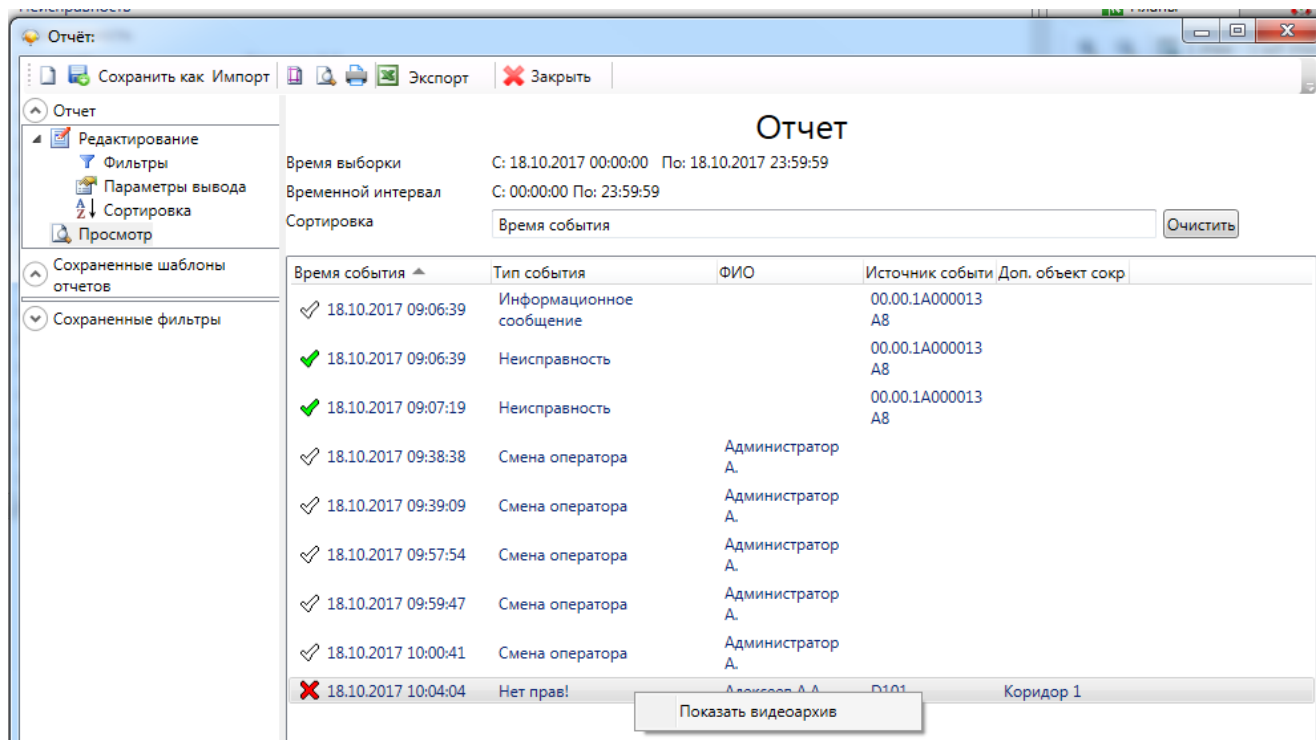 Отчёт:
Сохранить как Импорт Экспорт Закрыть
Отчет
Редактирование
Фильтры
Параметры вывода
Сортировка
Просмотр
Сохраненные шаблоны
отчетов
Сохраненные фильтры
Отчет
Время выборки С: 18.10.2017 00:00:00 По: 18.10.2017 23:59:59
Временной интервал С: 00:00:00 По: 23:59:59
Сортировка Время события Очистить
Время события Тип события ФИО Источник событи Доп. объект сокр
18.10.2017 09:06:39 Информационное сообщение 00.00.1A000013
A8
18.10.2017 09:06:39 Неисправность 00.00.1A000013
A8
18.10.2017 09:07:19 Неисправность 00.00.1A000013
A8
18.10.2017 09:38:38 Смена оператора Администратор
А.
18.10.2017 09:39:09 Смена оператора Администратор
А.
18.10.2017 09:57:54 Смена оператора Администратор
А.
18.10.2017 09:59:47 Смена оператора Администратор
А.
18.10.2017 10:00:41 Смена оператора Администратор
А.
18.10.2017 10:04:04 Нет прав! Коридор 1
Показать видеоархив